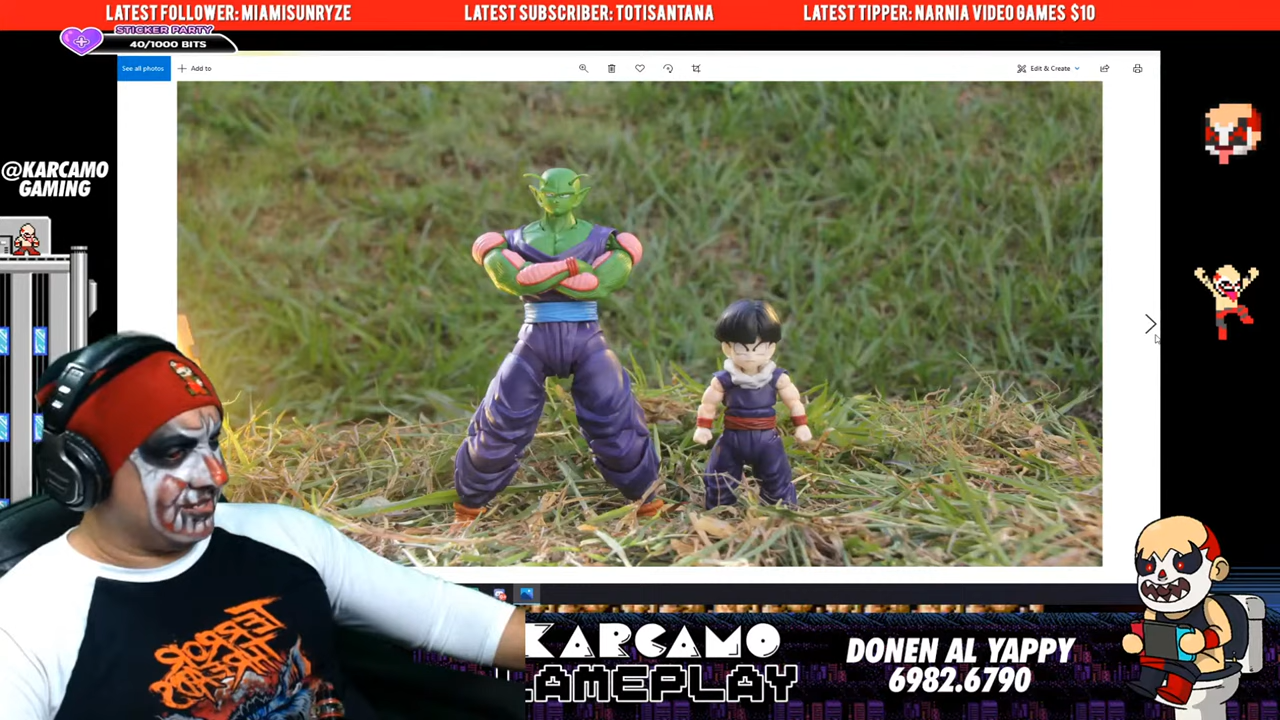 LATEST FOLLOWER: MIAMISUNRYZE
LATEST SUBSCRIBER: TOTISANTANA
LATEST TIPPER: NARNIA VIDEO GAMES $10
STICKER PARTY
40/1000 BITS
See all photos
Add to
Edit & Create
@KARCAMO
GAMING
KARCAMO
GAMEPLAY
DONEN AL YAPPY
6982.6790